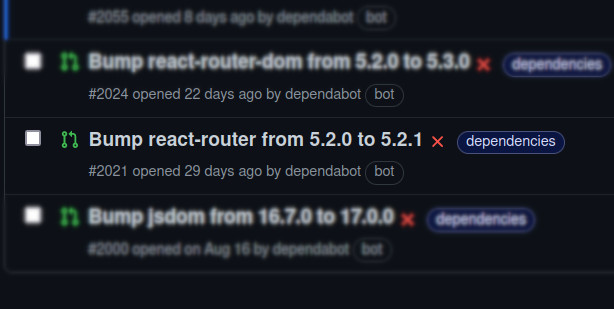 #2055 opened 8 days ago by dependabot bot
Bump react-router-dom from 5.2.0 to 5.3.0 dependencies
#2024 opened 22 days ago by dependabot bot
Bump react-router from 5.2.0 to 5.2.1 dependencies
#2021 opened 29 days ago by dependabot bot
Bump jsdom from 16.7.0 to 17.0.0 dependencies
#2000 opened on Aug 16 by dependabot bot